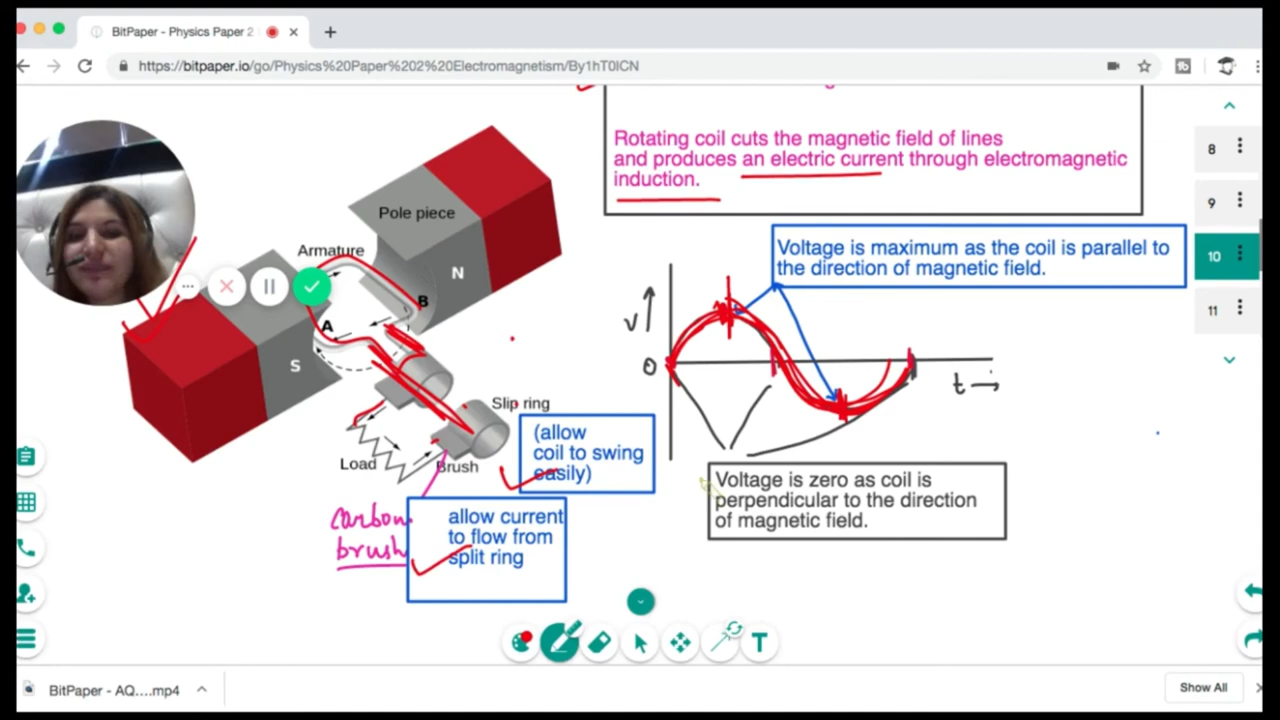 BitPaper - Physics Paper 2
https://bitpaper.io/go/Physics%20Paper%202%20Electromagnetism/By1hT0ICN
Rotating coil cuts the magnetic field of lines
and produces an electric current through electromagnetic
induction.
8
9
10
11
Pole piece
Armature
N
B
A
S
Slip ring
Load
Brush
(allow
coil to swing
easily)
carbon
brush
allow current
to flow from
split ring
Voltage is maximum as the coil is parallel to
the direction of magnetic field.
V
0
t
Voltage is zero as coil is
perpendicular to the direction
of magnetic field.
T
BitPaper - AQ....mp4
Show All